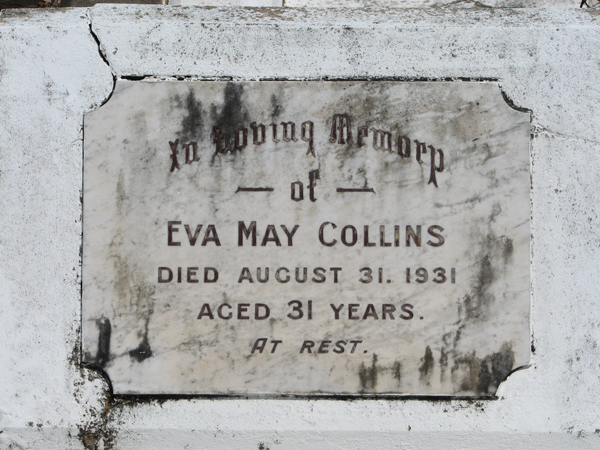 In Loving Memory
of
EVA MAY COLLINS
DIED AUGUST 31. 1931
AGED 31 YEARS.
AT REST.